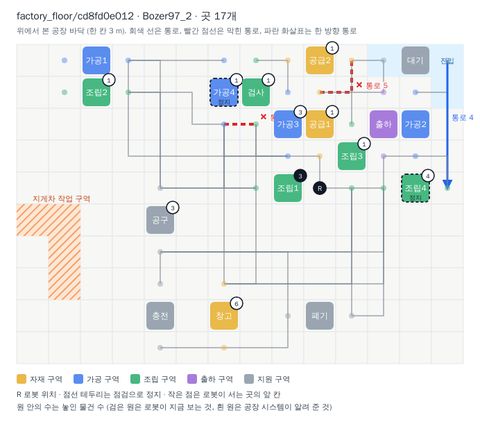 factory_floor/cd8fd0e012 · Bozer97_2 · 곳 17개
위에서 본 공장 바닥 (한 칸 3 m). 회색 선은 통로, 빨간 점선은 막힌 통로, 파란 화살표는 한 방향 통로
공급2 1
가공1
대기
전립
통로 5
조립2 1
가공4 1
정지
검사 1
통로 4
가공3 3
공급1 1
출하
가공2
조립3 1
조립1 3
R
조립4 4
정지
지게차 작업 구역
공구 3
충전
창고 6
폐기
자재 구역
가공 구역
조립 구역
출하 구역
지원 구역
R 로봇 위치 · 점선 테두리는 점검으로 정지 · 작은 점은 로봇이 서는 곳의 앞 칸
원 안의 수는 놓인 물건 수 (검은 원은 로봇이 지금 보는 것, 흰 원은 공장 시스템이 알려 준 것)